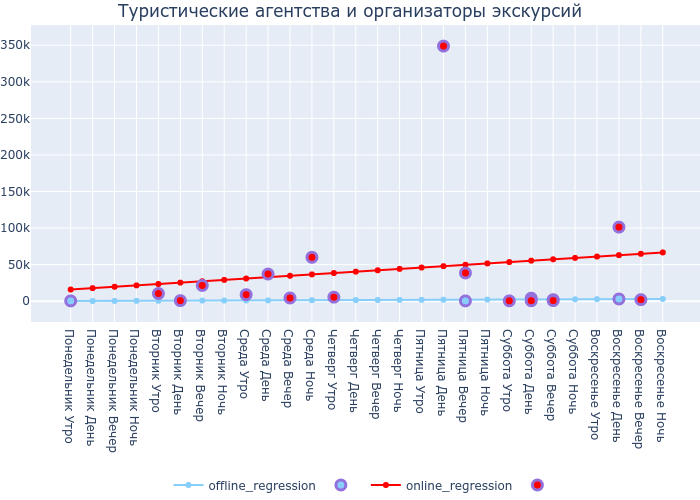 Туристические агентства и организаторы экскурсий
350k
300k
250k
200k
150k
100k
50k
0
Понедельник Утро
Понедельник День
Понедельник Вечер
Понедельник Ночь
Вторник Утро
Вторник День
Вторник Вечер
Вторник Ночь
Среда Утро
Среда День
Среда Вечер
Среда Ночь
Четверг Утро
Четверг День
Четверг Вечер
Четверг Ночь
Пятница Утро
Пятница День
Пятница Вечер
Пятница Ночь
Суббота Утро
Суббота День
Суббота Вечер
Суббота Ночь
Воскресенье Утро
Воскресенье День
Воскресенье Вечер
Воскресенье Ночь
offline_regression
online_regression